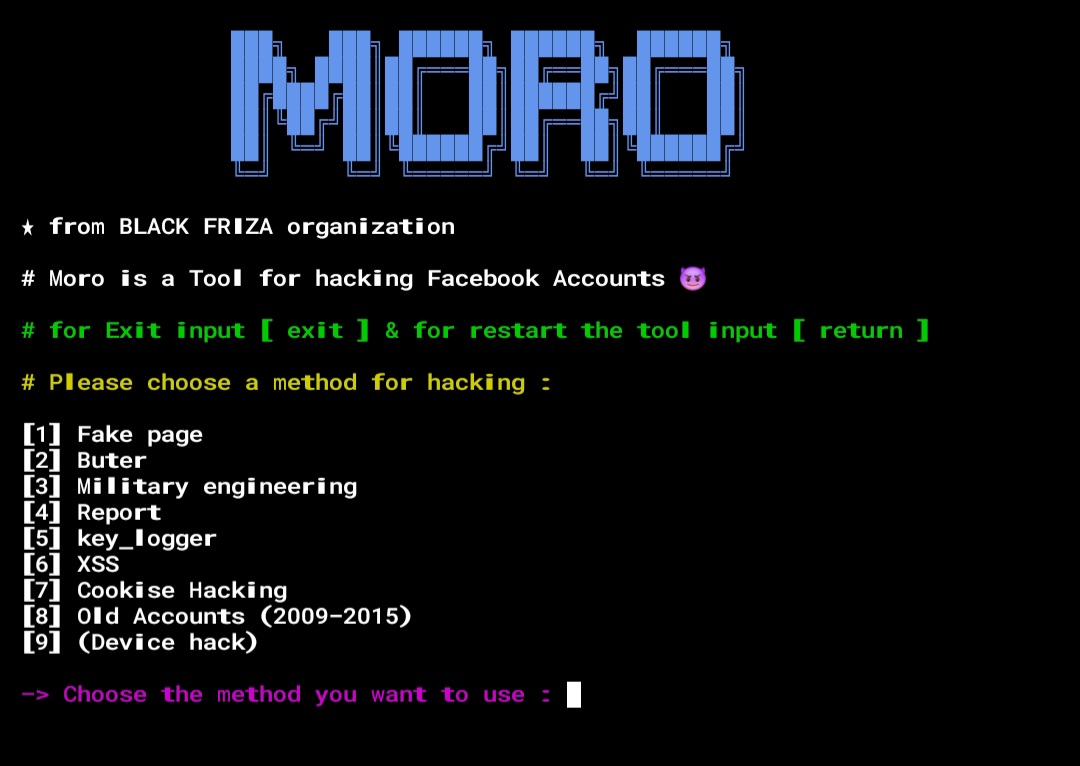 MORO
★ from BLACK FRIZA organization
# Moro is a Tool for hacking Facebook Accounts 😈
# for Exit input [ exit ] & for restart the tool input [ return ]
# Please choose a method for hacking :
[1] Fake page
[2] Buter
[3] Military engineering
[4] Report
[5] key_logger
[6] XSS
[7] Cookise Hacking
[8] Old Accounts (2009-2015)
[9] (Device hack)
-> Choose the method you want to use :